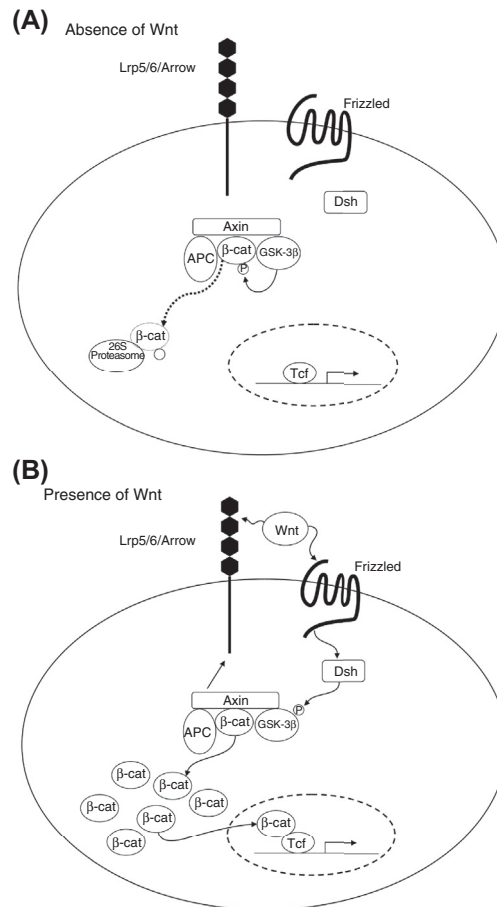 (A)
Absence of Wnt
Lrp5/6/Arrow
Frizzled
Dsh
Axin
APC
β-cat
GSK-3β
P
β-cat
26S
Proteasome
Tcf
(B)
Presence of Wnt
Wnt
Lrp5/6/Arrow
Frizzled
Dsh
Axin
P
APC
β-cat
GSK-3β
β-cat
β-cat
β-cat
β-cat
β-cat
β-cat
Tcf